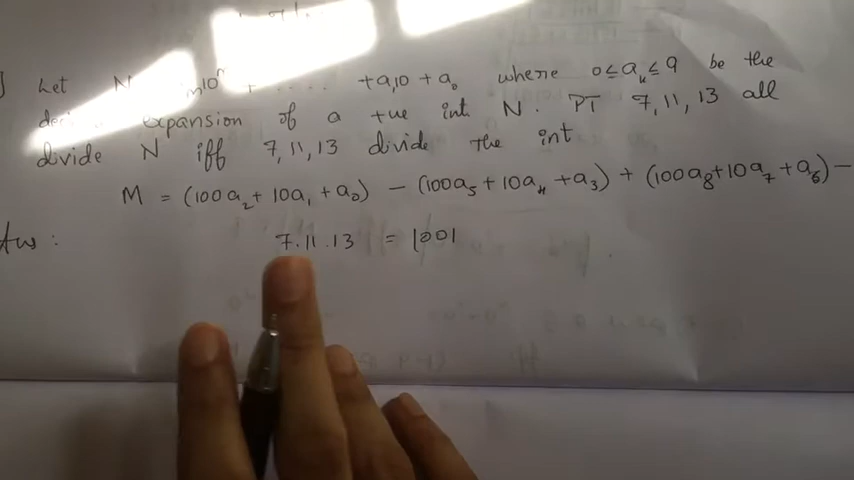 Let N 10ⁿ + ..... + a₁10 + a₀ where 0 ≤ aₖ ≤ 9 be the
expansion of a +ve int N. PT 7, 11, 13 all
divide N iff 7, 11, 13 divide the int
M = (100a₂ + 10a₁ + a₀) − (100a₅ + 10a₄ + a₃) + (100a₈ + 10a₇ + a₆) −
Ans : 7.11.13 = 1001